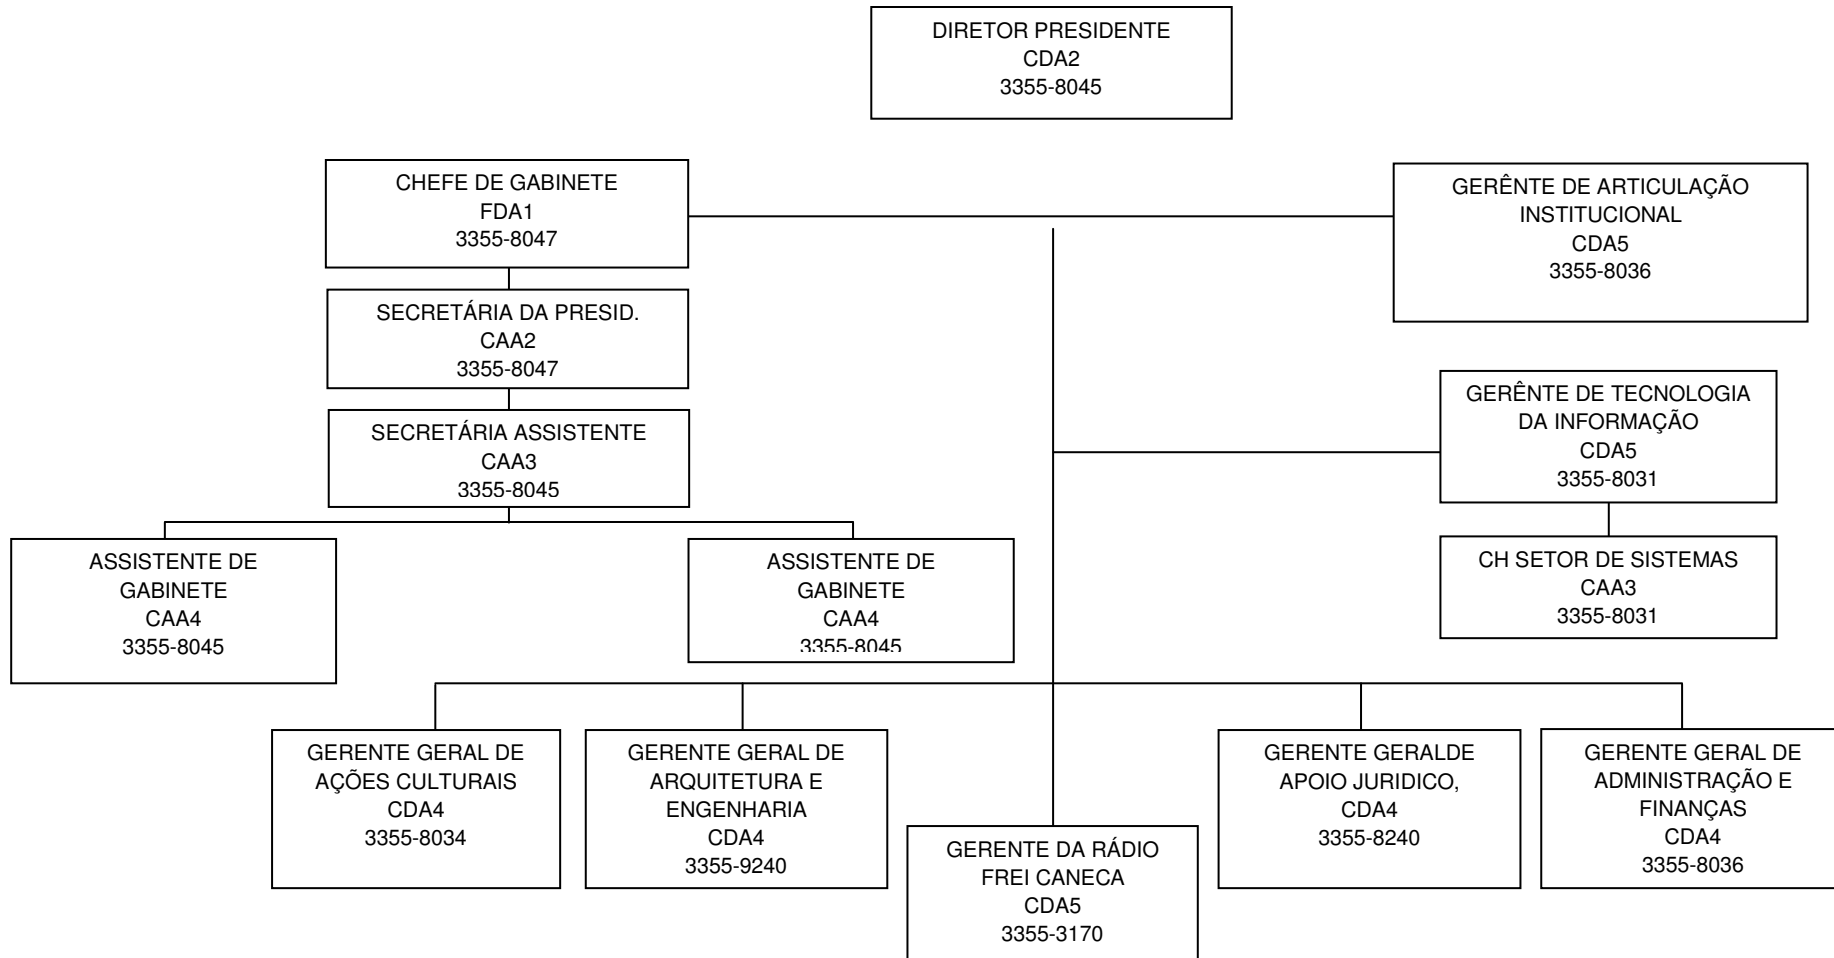 DIRETOR PRESIDENTE
CDA2
3355-8045
CHEFE DE GABINETE
FDA1
3355-8047
GERÊNTE DE ARTICULAÇÃO
INSTITUCIONAL
CDA5
3355-8036
SECRETÁRIA DA PRESID.
CAA2
3355-8047
SECRETÁRIA ASSISTENTE
CAA3
3355-8045
GERÊNTE DE TECNOLOGIA
DA INFORMAÇÃO
CDA5
3355-8031
ASSISTENTE DE
GABINETE
CAA4
3355-8045
ASSISTENTE DE
GABINETE
CAA4
3355-8045
CH SETOR DE SISTEMAS
CAA3
3355-8031
GERENTE GERAL DE
AÇÕES CULTURAIS
CDA4
3355-8034
GERENTE GERAL DE
ARQUITETURA E
ENGENHARIA
CDA4
3355-9240
GERENTE DA RÁDIO
FREI CANECA
CDA5
3355-3170
GERENTE GERALDE
APOIO JURIDICO,
CDA4
3355-8240
GERENTE GERAL DE
ADMINISTRAÇÃO E
FINANÇAS
CDA4
3355-8036